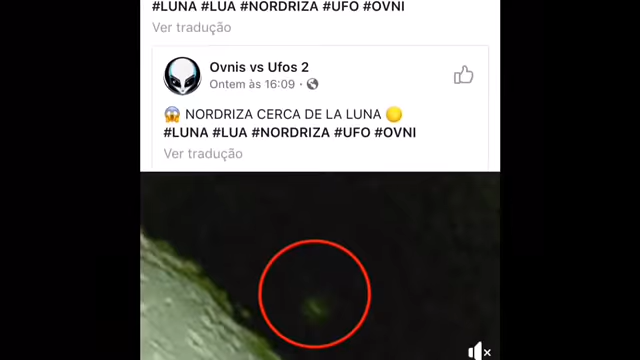 #LUNA #LUA #NORDRIZA #UFO #OVNI
Ver tradução
Ovnis vs Ufos 2
Ontem às 16:09 ·
NORDRIZA CERCA DE LA LUNA
#LUNA #LUA #NORDRIZA #UFO #OVNI
Ver tradução